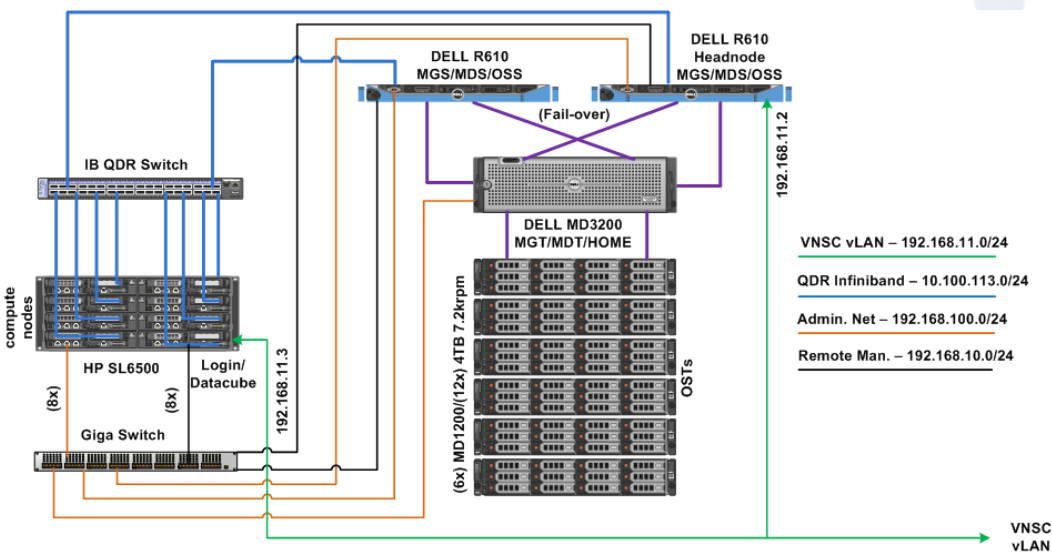 DELL R610
MGS/MDS/OSS
DELL R610
Headnode
MGS/MDS/OSS
(Fail-over)
192.168.11.2
IB QDR Switch
DELL MD3200
MGT/MDT/HOME
VNSC vLAN – 192.168.11.0/24
QDR Infiniband – 10.100.113.0/24
Admin. Net – 192.168.100.0/24
Remote Man. – 192.168.10.0/24
compute
nodes
HP SL6500
Login/
Datacube
192.168.11.3
(8x)
(8x)
Giga Switch
(6x) MD1200/(12x) 4TB 7.2krpm
OSTs
VNSC
vLAN